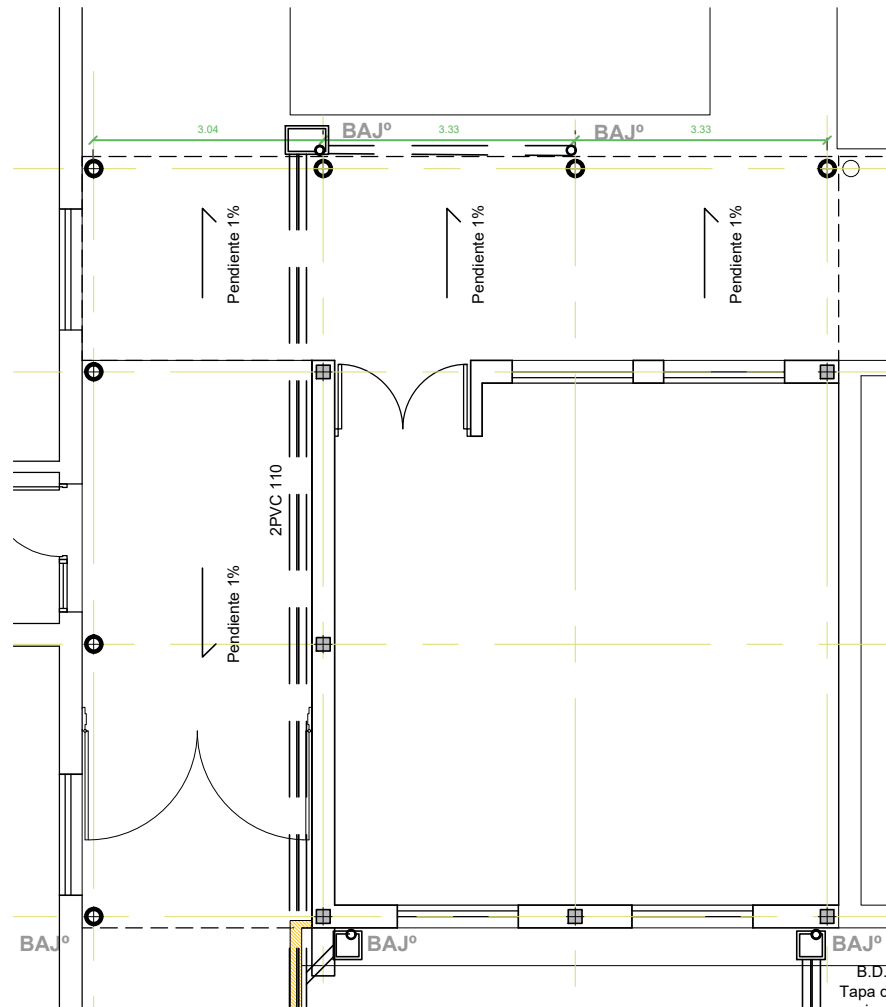 3.04
BAJº
3.33
BAJº
3.33
Pendiente 1%
Pendiente 1%
Pendiente 1%
2PVC 110
Pendiente 1%
BAJº
BAJº
BAJº
B.D.
Tapa